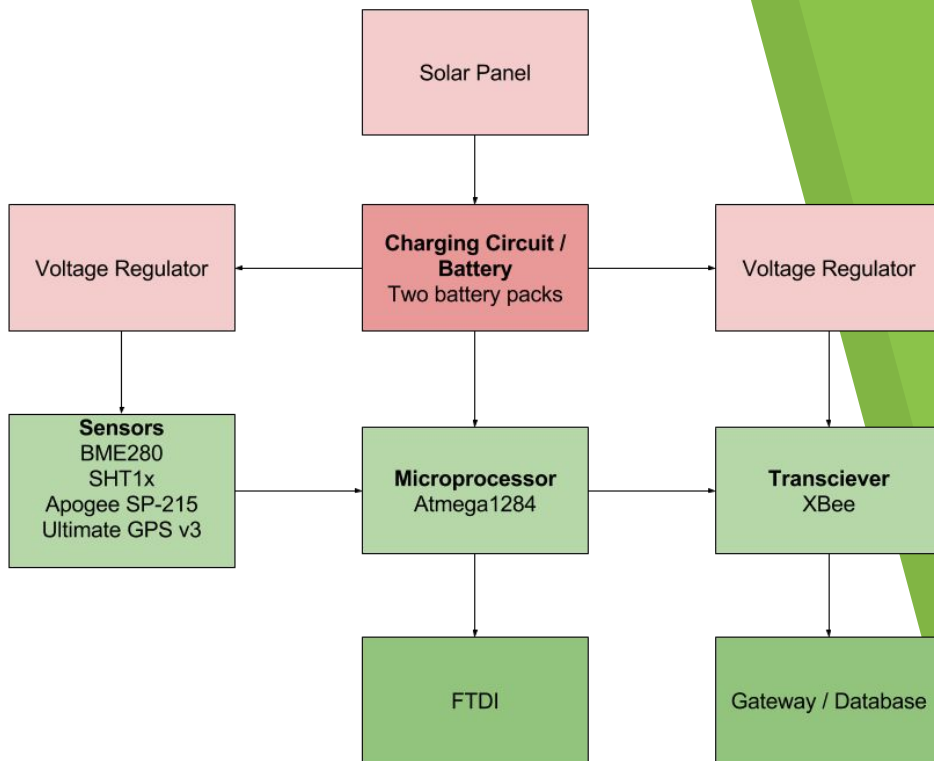 Solar Panel
Voltage Regulator
Charging Circuit /
Battery
Two battery packs
Voltage Regulator
Sensors
BME280
SHT1x
Apogee SP-215
Ultimate GPS v3
Microprocessor
Atmega1284
Transciever
XBee
FTDI
Gateway / Database